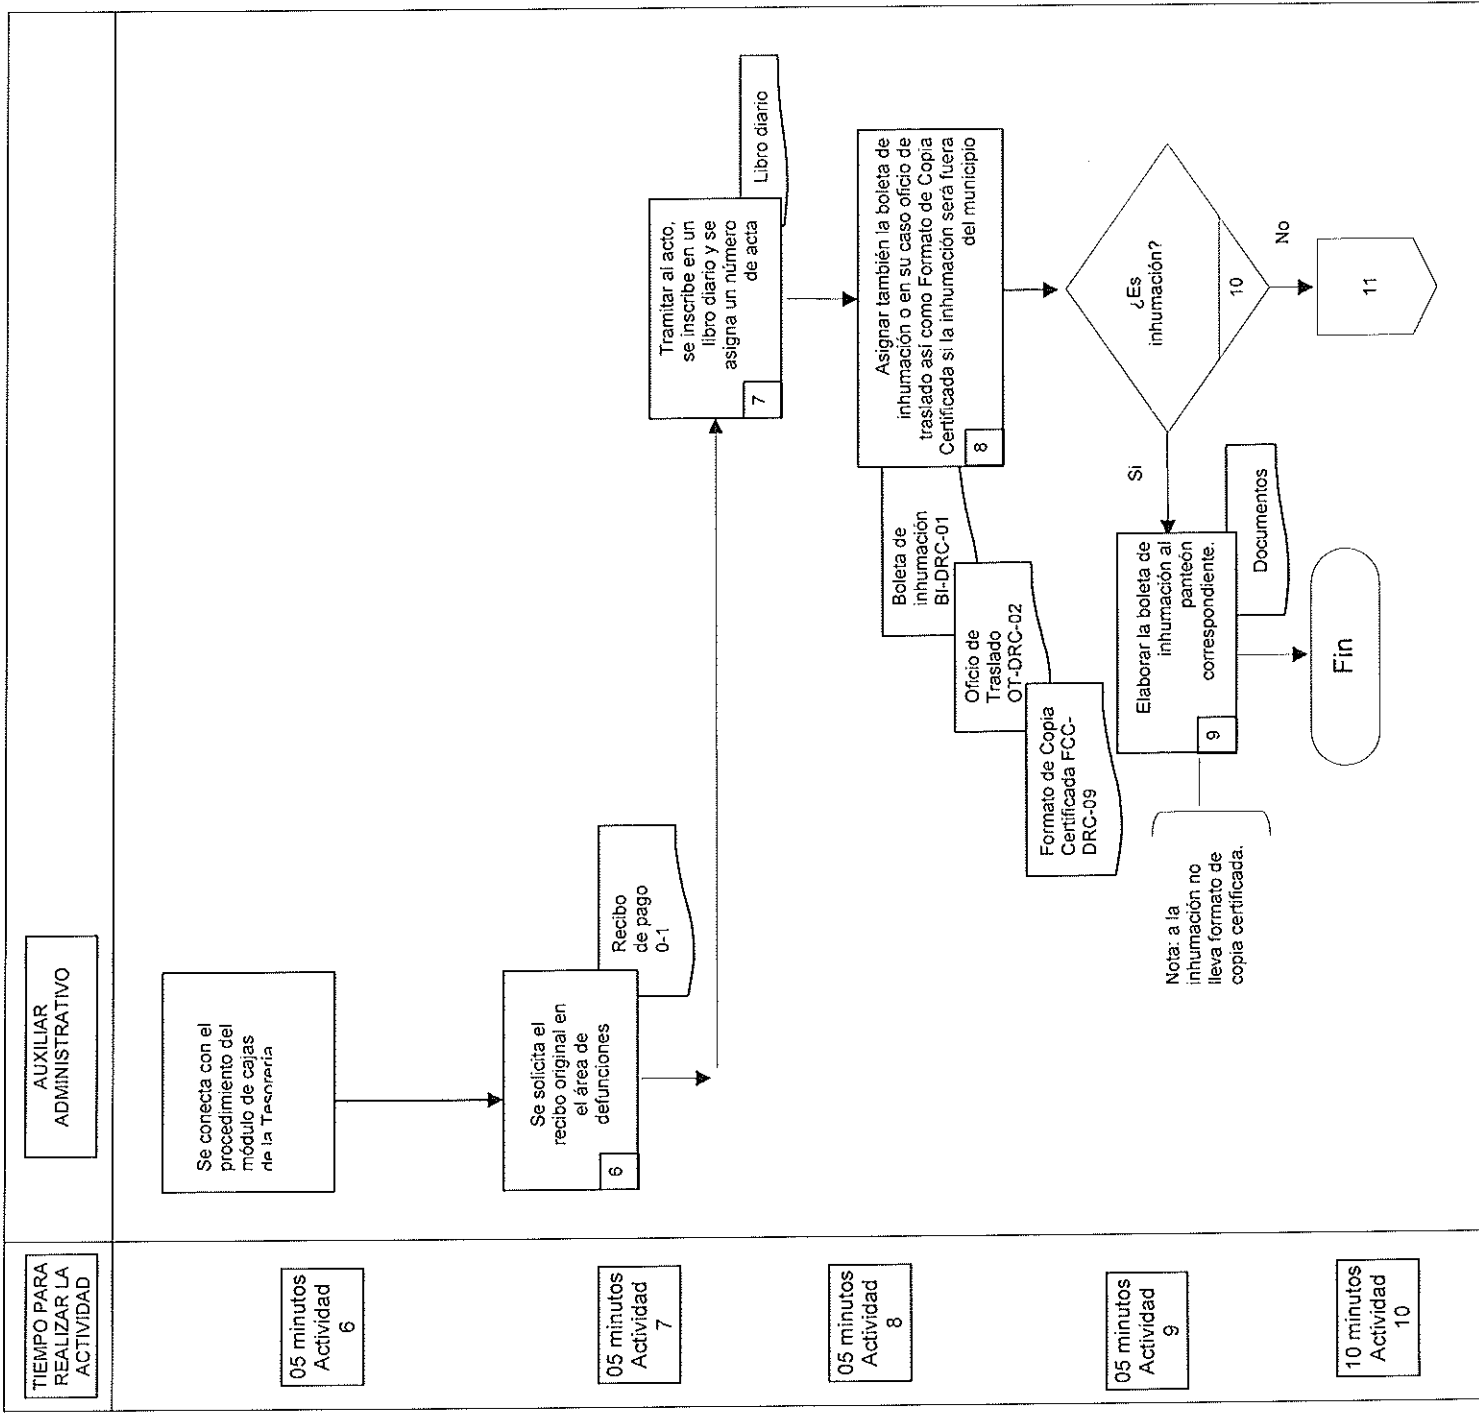 TIEMPO PARA
REALIZAR LA
ACTIVIDAD
AUXILIAR
ADMINISTRATIVO
05 minutos
Actividad
6
Se conecta con el
procedimiento del
módulo de cajas
de la Tesorería
05 minutos
Actividad
7
Se solicita el
recibo original en
el área de
defunciones
6
Recibo
de pago
0-1
Tramitar al acto,
se inscribe en un
libro diario y se
asigna un número
de acta
7
Libro diario
05 minutos
Actividad
8
Asignar también la boleta de
inhumación o en su caso oficio de
traslado así como Formato de Copia
Certificada si la inhumación será fuera
del municipio
8
Boleta de
inhumación
BI-DRC-01
Oficio de
Traslado
OT-DRC-02
Formato de Copia
Certificada FCC-
DRC-09
05 minutos
Actividad
9
¿Es
inhumación?
10
Si
No
Elaborar la boleta de
inhumación al
panteón
correspondiente.
9
Documentos
Nota: a la
inhumación no
lleva formato de
copia certificada.
10 minutos
Actividad
10
Fin
11